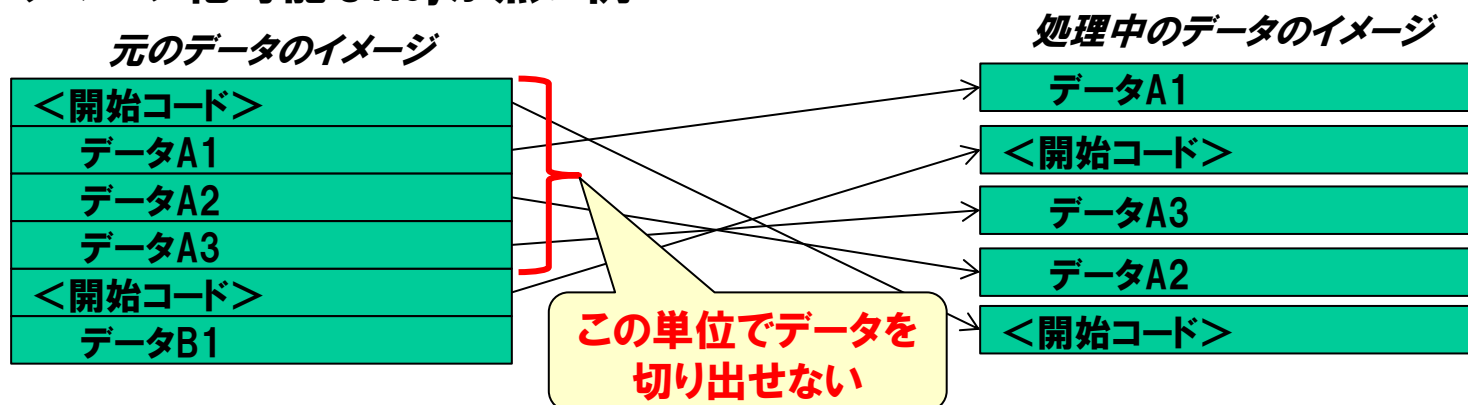 元のデータのイメージ
処理中のデータのイメージ
<開始コード>
データA1
データA2
データA3
<開始コード>
データB1
データA1
<開始コード>
データA3
データA2
<開始コード>
この単位でデータを
切り出せない